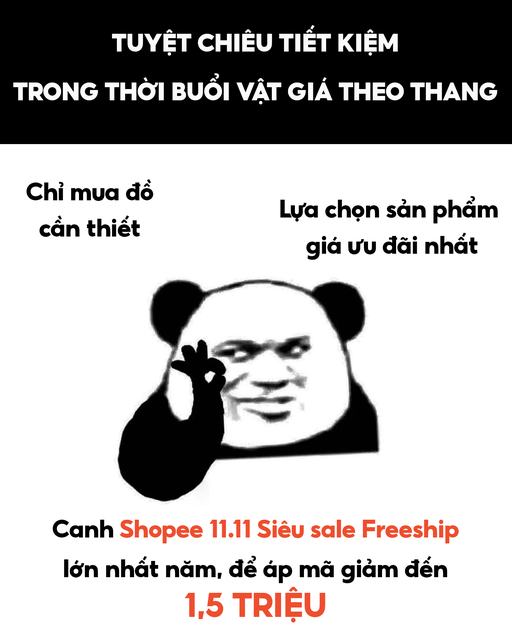 TUYỆT CHIÊU TIẾT KIỆM
TRONG THỜI BUỔI VẬT GIÁ THEO THANG
Chỉ mua đồ
cần thiết
Lựa chọn sản phẩm
giá ưu đãi nhất
Canh Shopee 11.11 Siêu sale Freeship
lớn nhất năm, để áp mã giảm đến
1,5 TRIỆU